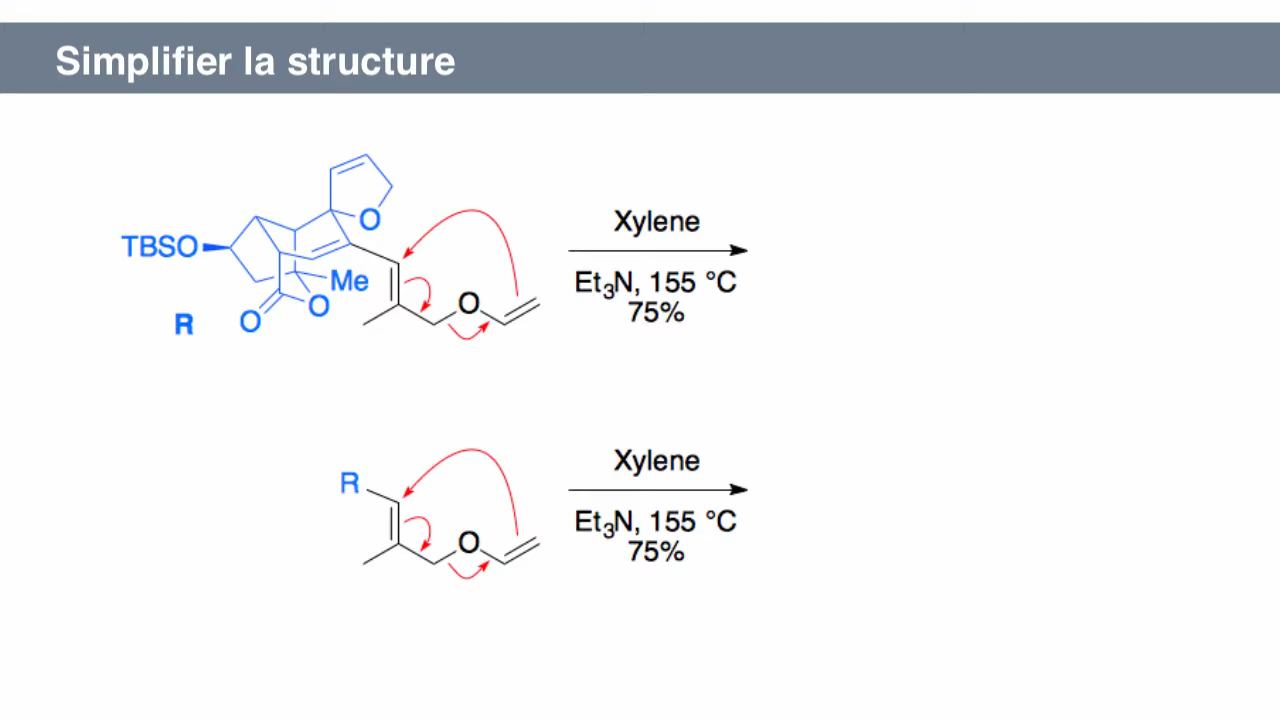 Simplifier la structure
O
TBSO
Me
O
O
R
O
Xylene
Et3N, 155 °C
75%
R
O
Xylene
Et3N, 155 °C
75%